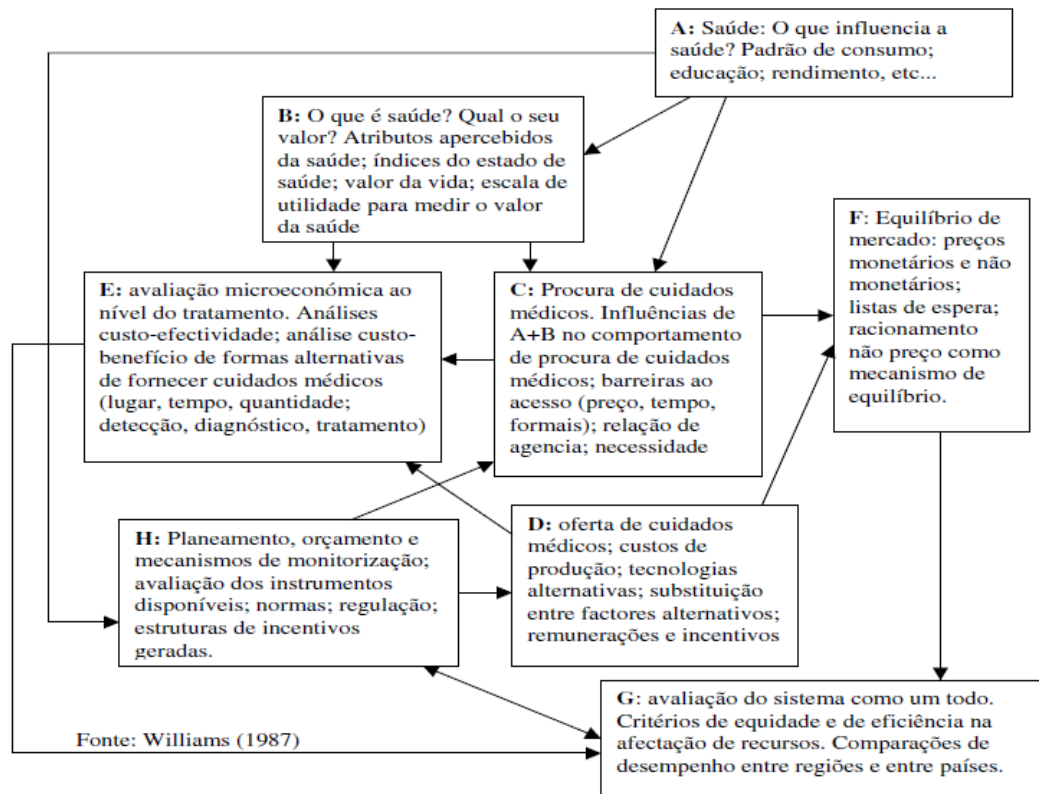 A: Saúde: O que influencia a
saúde? Padrão de consumo;
educação; rendimento, etc...
B: O que é saúde? Qual o seu
valor? Atributos apercebidos
da saúde; índices do estado de
saúde; valor da vida; escala de
utilidade para medir o valor
da saúde
F: Equilíbrio de
mercado: preços
monetários e não
monetários;
listas de espera;
racionamento
não preço como
mecanismo de
equilíbrio.
E: avaliação microeconómica ao
nível do tratamento. Análises
custo-efectividade; análise custo-
benefício de formas alternativas
de fornecer cuidados médicos
(lugar, tempo, quantidade;
detecção, diagnóstico, tratamento)
C: Procura de cuidados
médicos. Influências de
A+B no comportamento
de procura de cuidados
médicos; barreiras ao
acesso (preço, tempo,
formais); relação de
agencia; necessidade
H: Planeamento, orçamento e
mecanismos de monitorização;
avaliação dos instrumentos
disponíveis; normas; regulação;
estruturas de incentivos
geradas.
D: oferta de cuidados
médicos; custos de
produção; tecnologias
alternativas; substituição
entre factores alternativos;
remunerações e incentivos
G: avaliação do sistema como um todo.
Critérios de equidade e de eficiência na
afectação de recursos. Comparações de
desempenho entre regiões e entre países.
Fonte: Williams (1987)